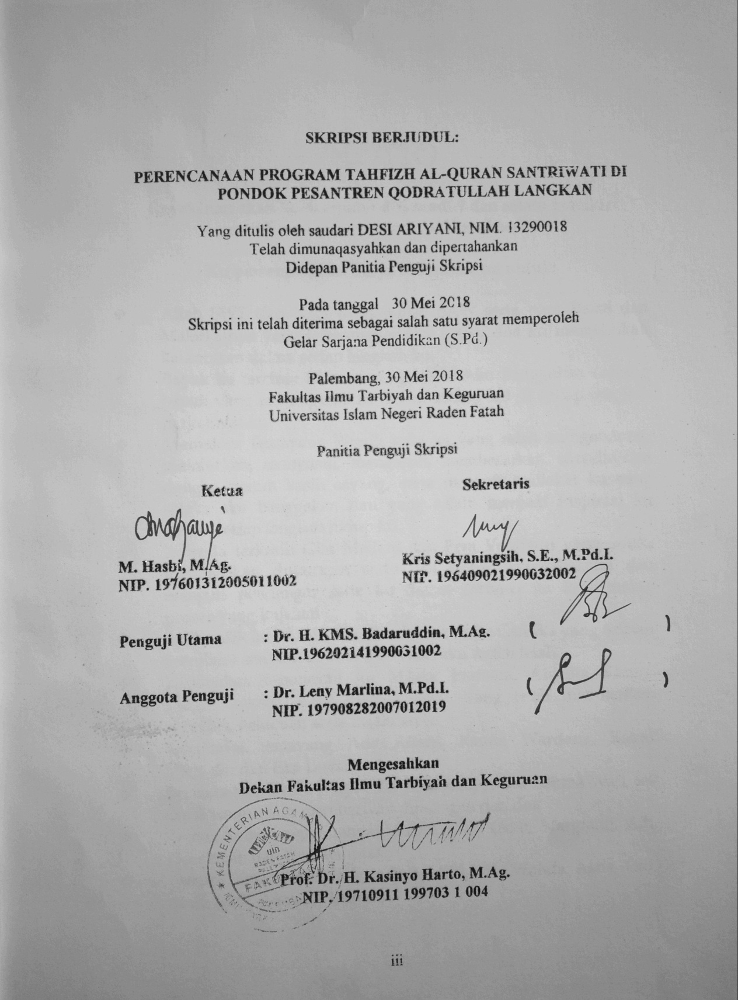 SKRIPSI BERJUDUL:
PERENCANAAN PROGRAM TAHFIZH AL-QURAN SANTRIWATI DI
PONDOK PESANTREN QODRATULLAH LANGKAN
Yang ditulis oleh saudari DESI ARIYANI, NIM. 13290018
Telah dimunaqasyahkan dan dipertahankan
Didepan Panitia Penguji Skripsi
Pada tanggal 30 Mei 2018
Skripsi ini telah diterima sebagai salah satu syarat memperoleh
Gelar Sarjana Pendidikan (S.Pd.)
Palembang, 30 Mei 2018
Fakultas Ilmu Tarbiyah dan Keguruan
Universitas Islam Negeri Raden Fatah
Panitia Penguji Skripsi
Ketua
Sekretaris
M. Hasbi, M.Ag.
NIP. 197601312005011002
Kris Setyaningsih, S.E., M.Pd.I.
NIP. 196409021990032002
Penguji Utama : Dr. H. KMS. Badaruddin, M.Ag. ( )
NIP.196202141990031002
Anggota Penguji : Dr. Leny Marlina, M.Pd.I. ( )
NIP. 197908282007012019
Mengesahkan
Dekan Fakultas Ilmu Tarbiyah dan Keguruan
KEMENTERIAN AGAMA
uin
RADEN FATAH
Prof. Dr. H. Kasinyo Harto, M.Ag.
NIP. 19710911 199703 1 004
iii